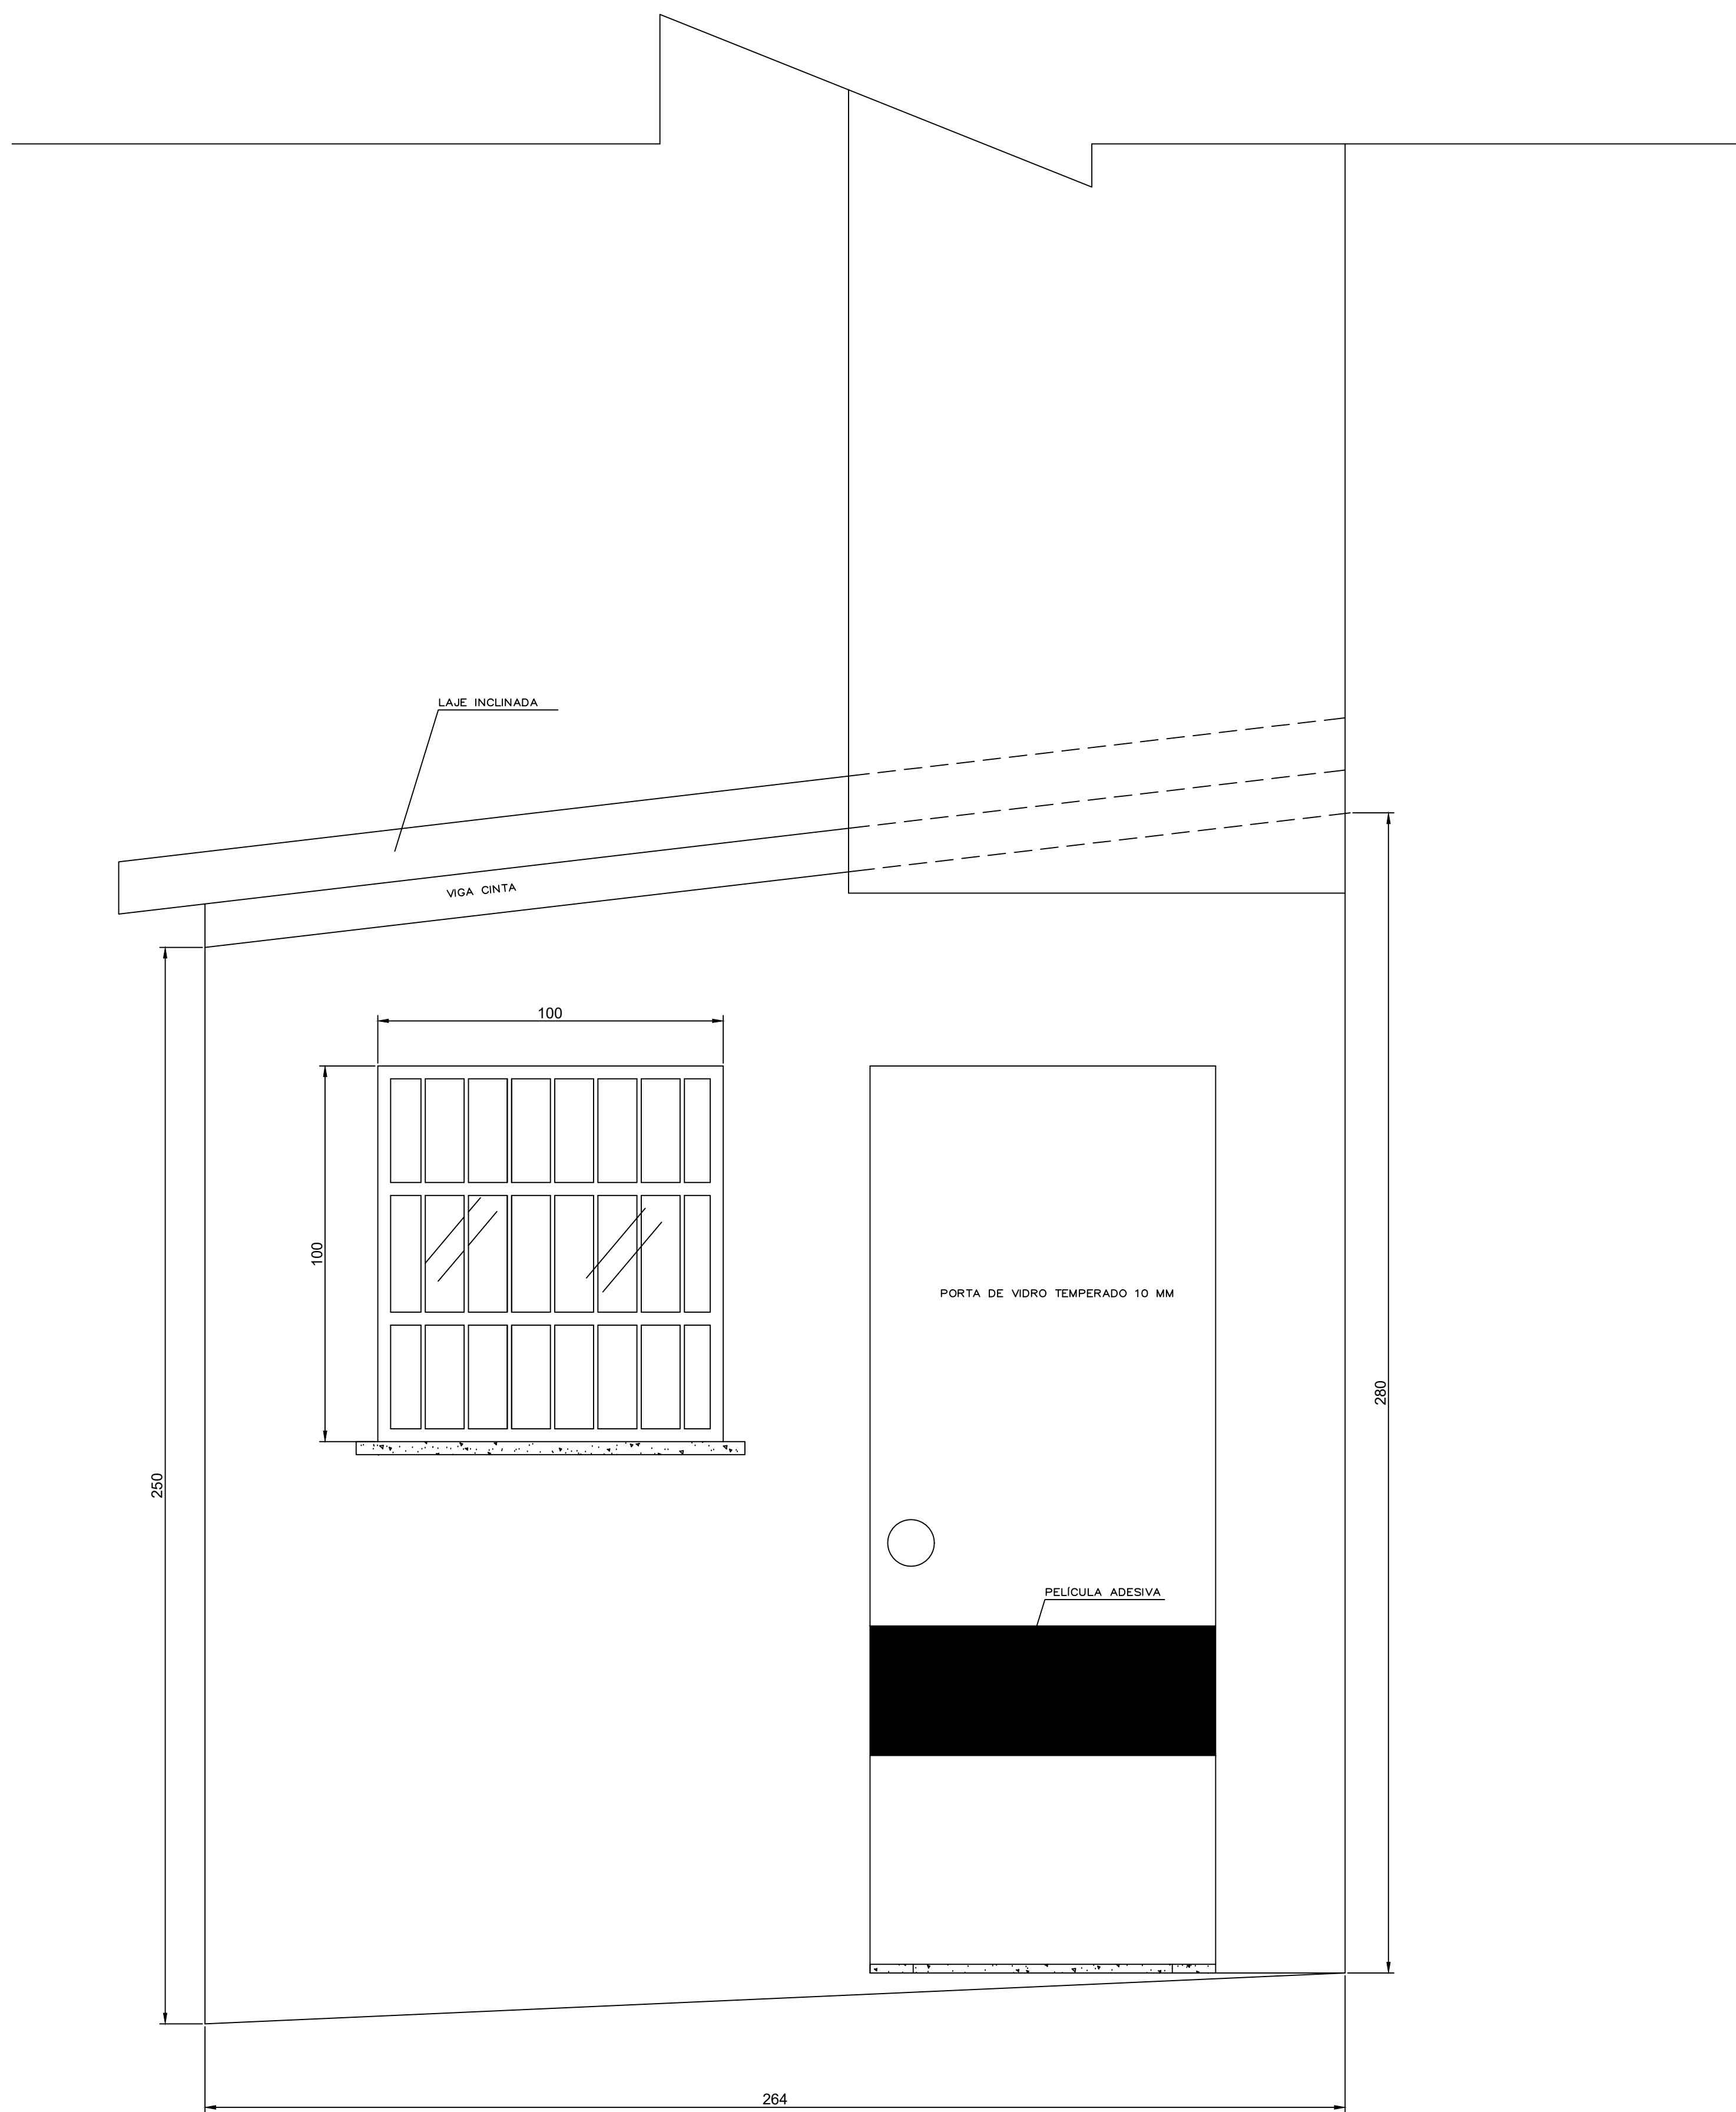 LAJE INCLINADA
VIGA CINTA
100
100
PORTA DE VIDRO TEMPERADO 10 MM
280
250
PELÍCULA ADESIVA
264